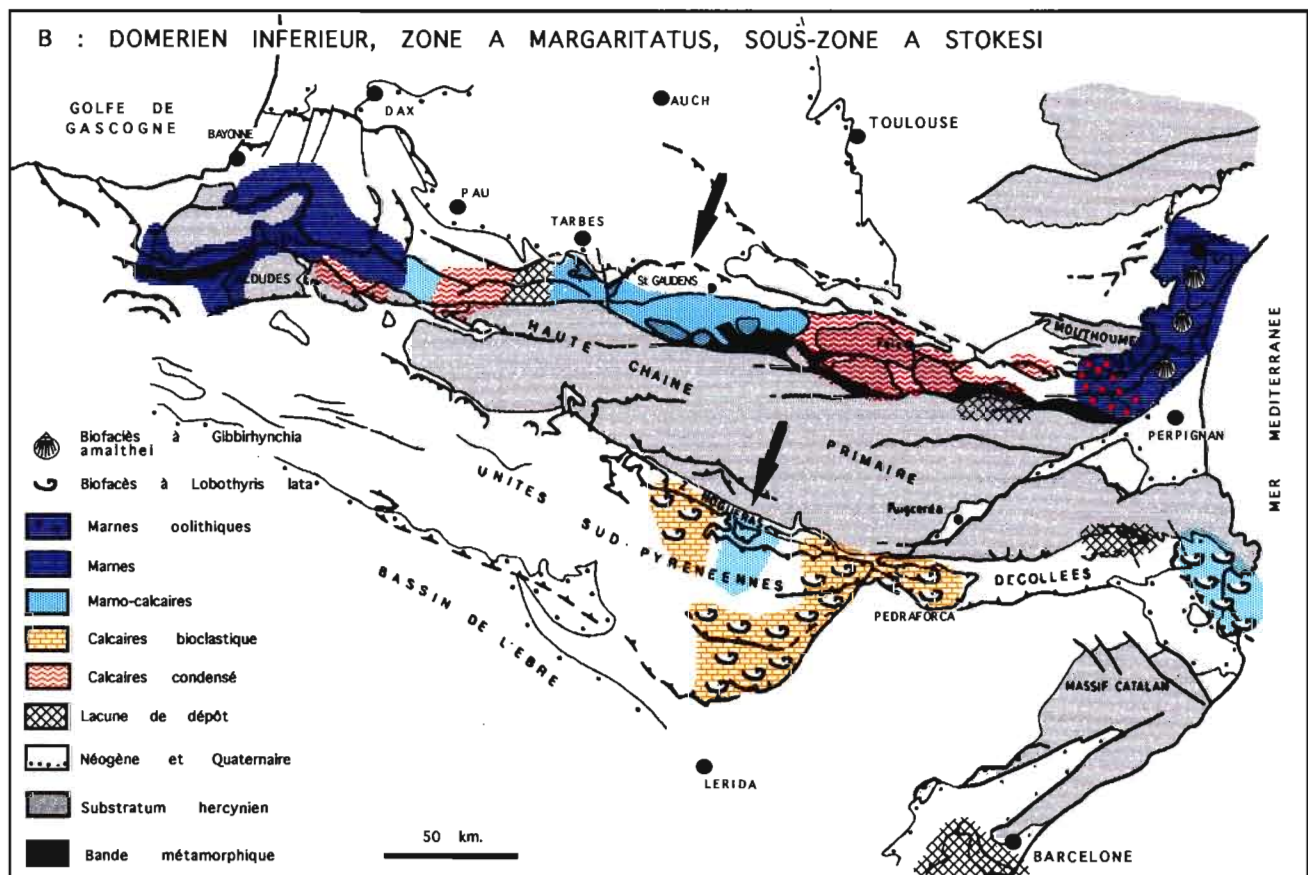 B : DOMERIEN INFERIEUR, ZONE A MARGARITATUS, SOUS-ZONE A STOKESI
GOLFE DE
GASCOGNE
DAX
AUCH
TOULOUSE
BAYONNE
PAU
TARBES
St GAUDENS
ALDUDES
MOUTHOUMET
HAUTE
CHAINE
PRIMAIRE
PERPIGNAN
MER MEDITERRANEE
Puigcerda
NOGUERAS
UNITES
SUD-PYRENEENNES
DECOLLEES
PEDRAFORCA
BASSIN DE L'EBRE
MASSIF CATALAN
LERIDA
BARCELONE
Biofaciès à Gibbirhynchia
amalthei
Biofacès à Lobothyris lata
Marnes oolithiques
Marnes
Marno-calcaires
Calcaires bioclastique
Calcaires condensé
Lacune de dépôt
Néogène et Quaternaire
Substratum hercynien
Bande métamorphique
50 km.